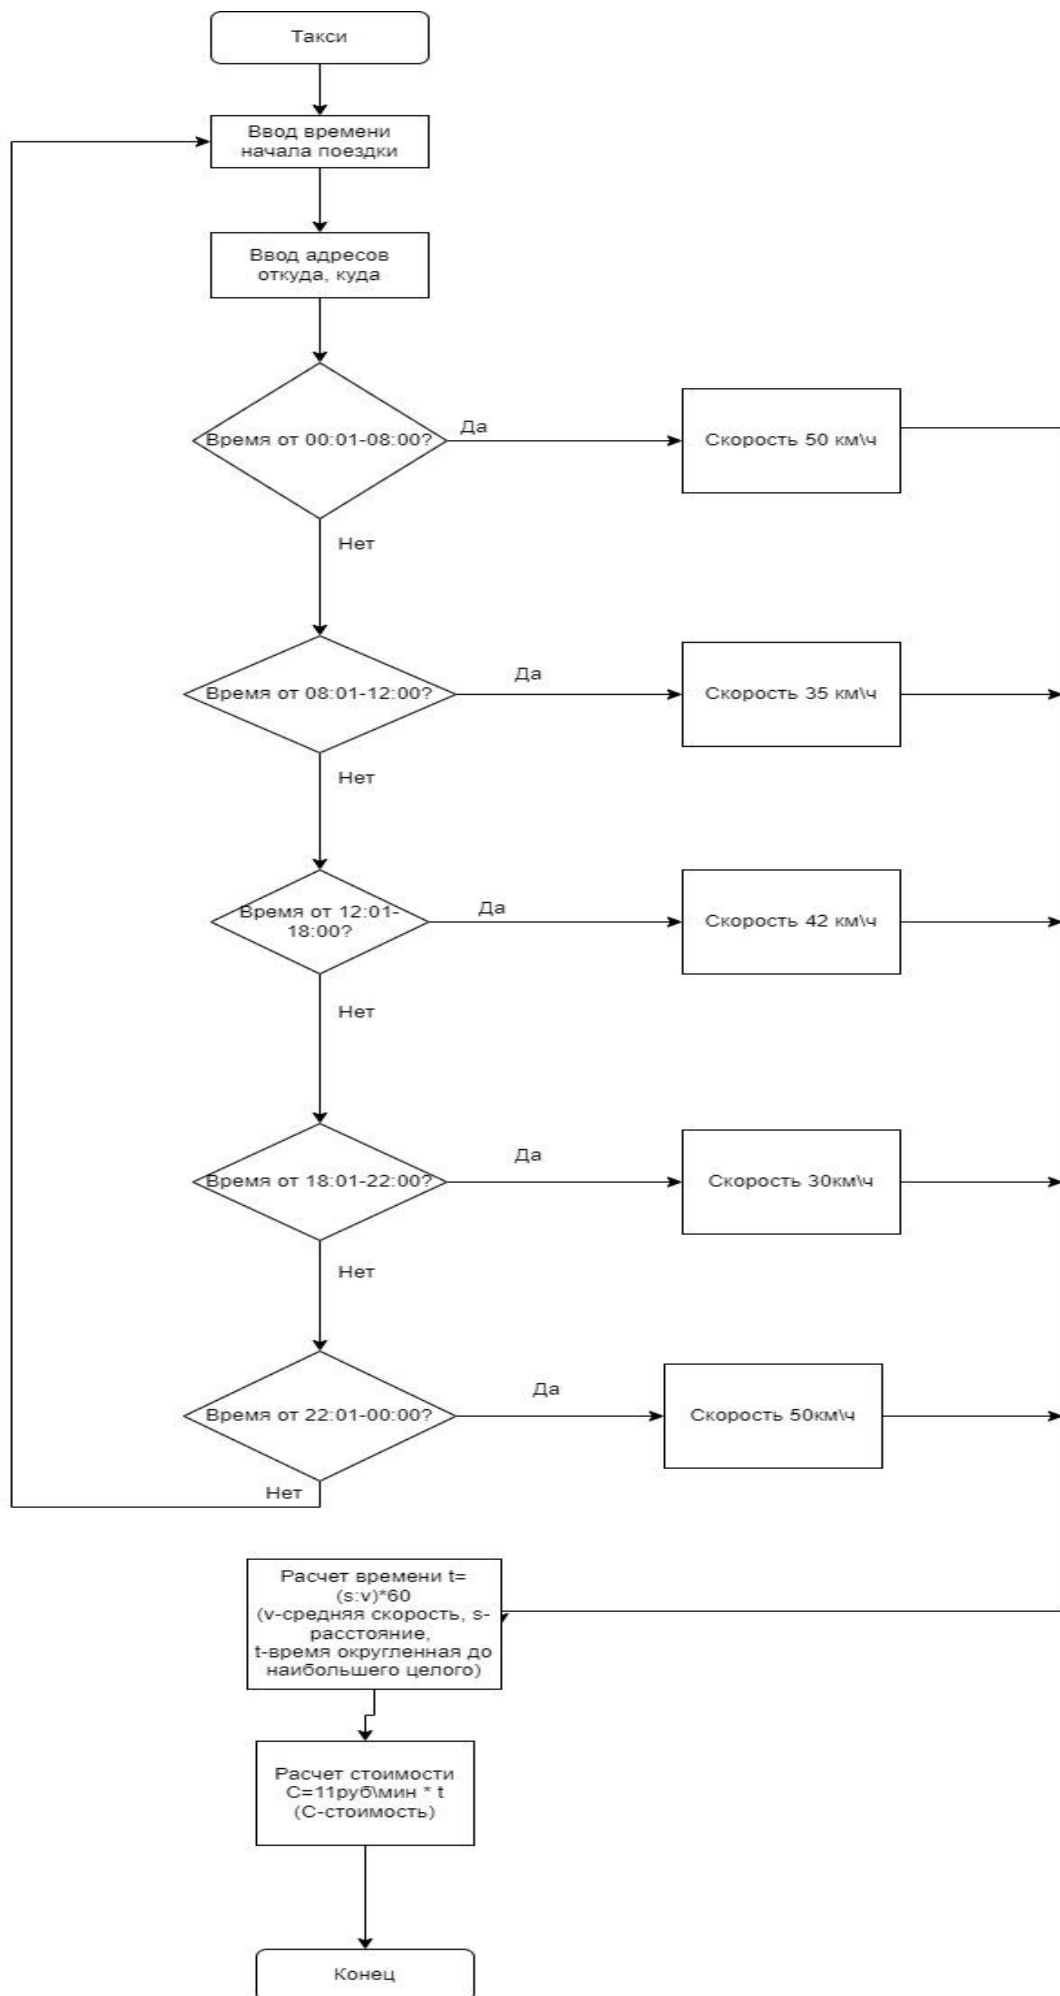 Такси
Ввод времени
начала поездки
Ввод адресов
откуда, куда
Время от 00:01-08:00?
Да
Скорость 50 км\ч
Нет
Время от 08:01-12:00?
Да
Скорость 35 км\ч
Нет
Время от 12:01-
18:00?
Да
Скорость 42 км\ч
Нет
Время от 18:01-22:00?
Да
Скорость 30км\ч
Нет
Время от 22:01-00:00?
Да
Скорость 50км\ч
Нет
Расчет времени t=
(s:v)*60
(v-средняя скорость, s-
расстояние,
t-время округленная до
наибольшего целого)
Расчет стоимости
С=11руб\мин * t
(С-стоимость)
Конец